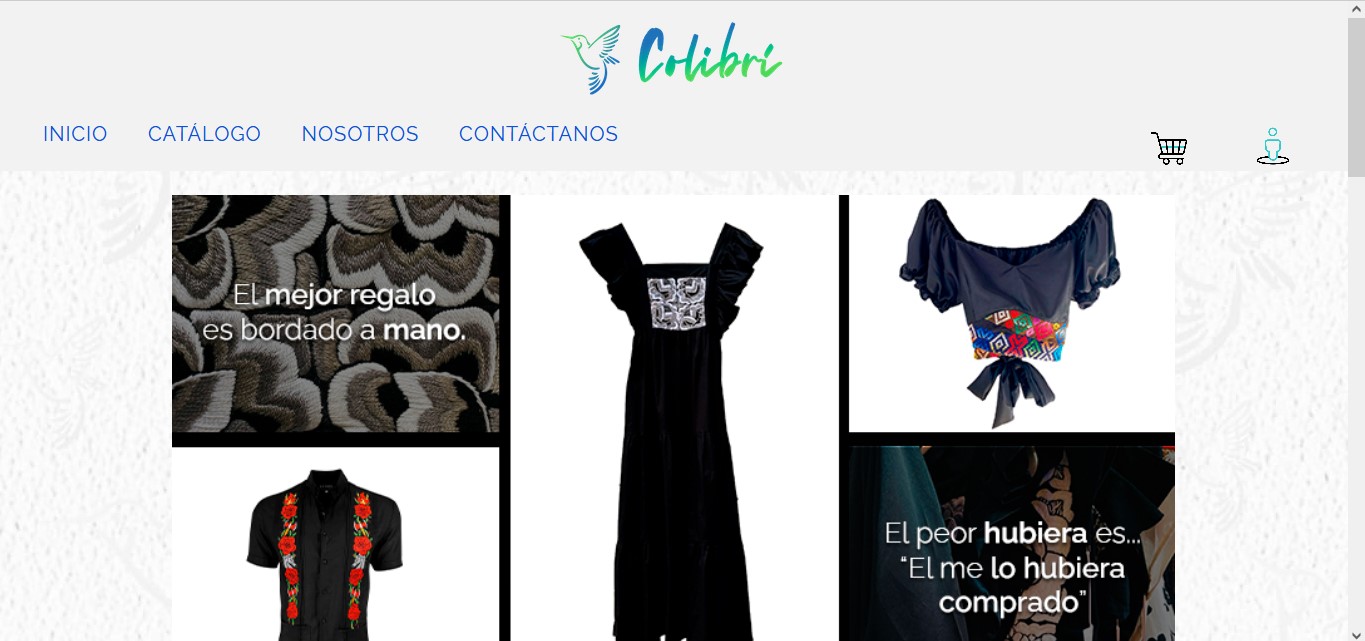 Colibrí
INICIO CATÁLOGO NOSOTROS CONTÁCTANOS
El mejor regalo
es bordado a mano.
El peor hubiera es...
“El me lo hubiera
comprado”